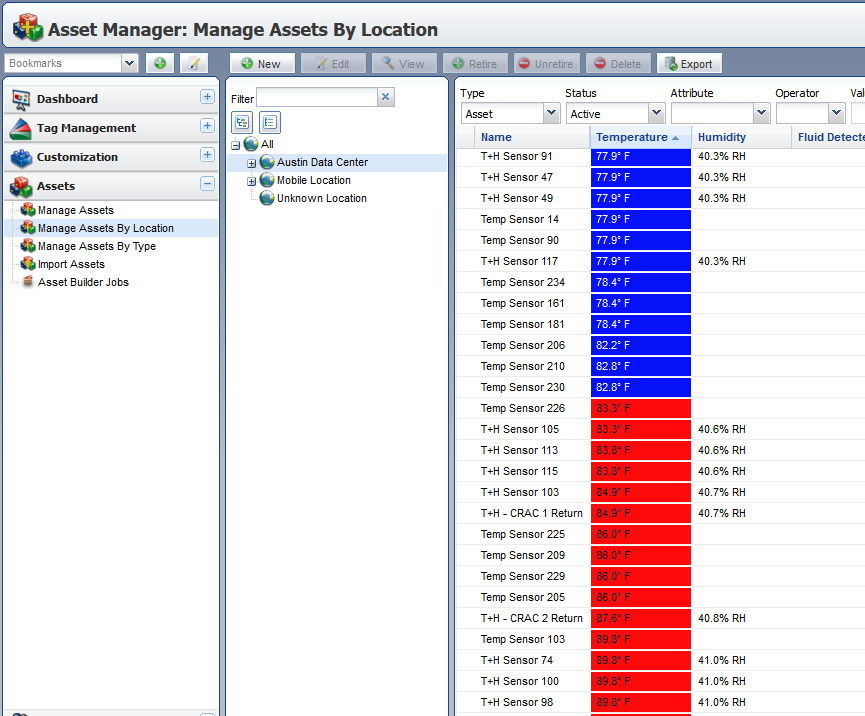 Asset Manager: Manage Assets By Location
Bookmarks
New Edit View Retire Unretire Delete Export
Dashboard
Tag Management
Customization
Assets
Manage Assets
Manage Assets By Location
Manage Assets By Type
Import Assets
Asset Builder Jobs
Filter
All
Austin Data Center
Mobile Location
Unknown Location
Type Status Attribute Operator
Asset Active
Name Temperature Humidity Fluid
T+H Sensor 91 77.9° F 40.3% RH
T+H Sensor 47 77.9° F 40.3% RH
T+H Sensor 49 77.9° F 40.3% RH
Temp Sensor 14 77.9° F
Temp Sensor 90 77.9° F
T+H Sensor 117 77.9° F 40.3% RH
Temp Sensor 234 78.4° F
Temp Sensor 161 78.4° F
Temp Sensor 181 78.4° F
Temp Sensor 206 82.2° F
Temp Sensor 210 82.8° F
Temp Sensor 230 82.8° F
Temp Sensor 226 83.3° F
T+H Sensor 105 83.3° F 40.6% RH
T+H Sensor 113 83.8° F 40.6% RH
T+H Sensor 115 83.8° F 40.6% RH
T+H Sensor 103 84.9° F 40.7% RH
T+H - CRAC 1 Return 84.9° F 40.7% RH
Temp Sensor 225 86.0° F
Temp Sensor 209 86.0° F
Temp Sensor 229 86.0° F
Temp Sensor 205 86.0° F
T+H - CRAC 2 Return 87.6° F 40.8% RH
Temp Sensor 103 89.8° F
T+H Sensor 74 89.8° F 41.0% RH
T+H Sensor 100 89.8° F 41.0% RH
T+H Sensor 98 89.8° F 41.0% RH